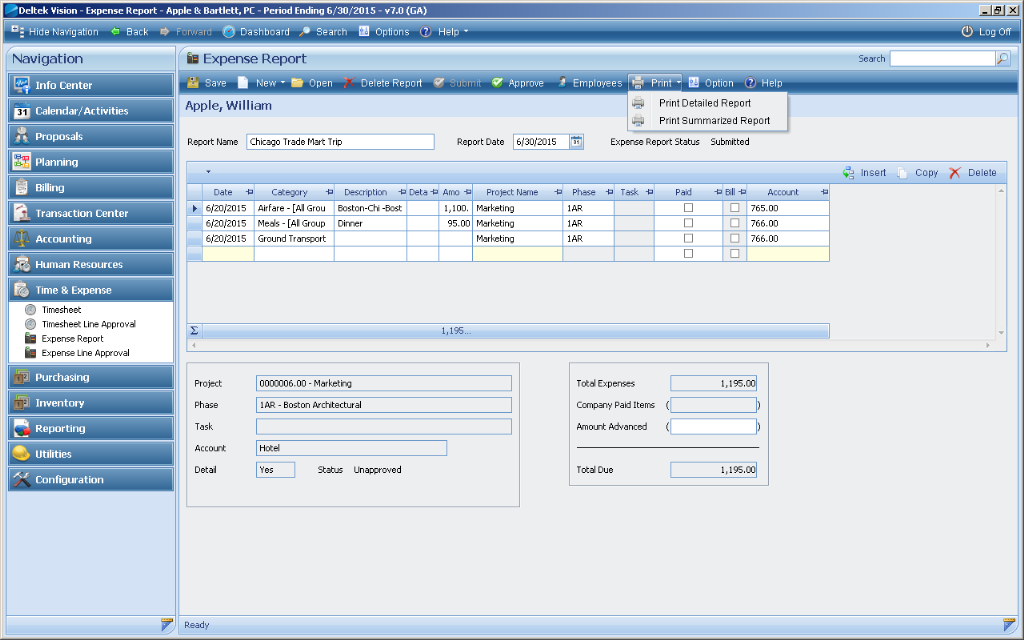 Deltek Vision - Expense Report - Apple & Bartlett, PC - Period Ending 6/30/2015 - v7.0 (GA)
Hide Navigation Back Forward Dashboard Search Options Help Log Off
Navigation
Info Center
31 Calendar/Activities
Proposals
Planning
Billing
Transaction Center
Accounting
Human Resources
Time & Expense
Timesheet
Timesheet Line Approval
Expense Report
Expense Line Approval
Purchasing
Inventory
Reporting
Utilities
Configuration
Expense Report Search
Save New Open Delete Report Submit Approve Employees Print Option Help
Print Detailed Report
Print Summarized Report
Apple, William
Report Name Chicago Trade Mart Trip Report Date 6/30/2015 31 Expense Report Status Submitted
Insert Copy Delete
Date Category Description Deta Amo Project Name Phase Task Paid Bill Account
6/20/2015 Airfare - [All Grou Boston-Chi -Bost 1,100. Marketing 1AR 765.00
6/20/2015 Meals - [All Group Dinner 95.00 Marketing 1AR 766.00
6/20/2015 Ground Transport Marketing 1AR 766.00
Σ 1,195...
Project 0000006.00 - Marketing
Phase 1AR - Boston Architectural
Task
Account Hotel
Detail Yes Status Unapproved
Total Expenses 1,195.00
Company Paid Items ( )
Amount Advanced ( )
Total Due 1,195.00
Ready